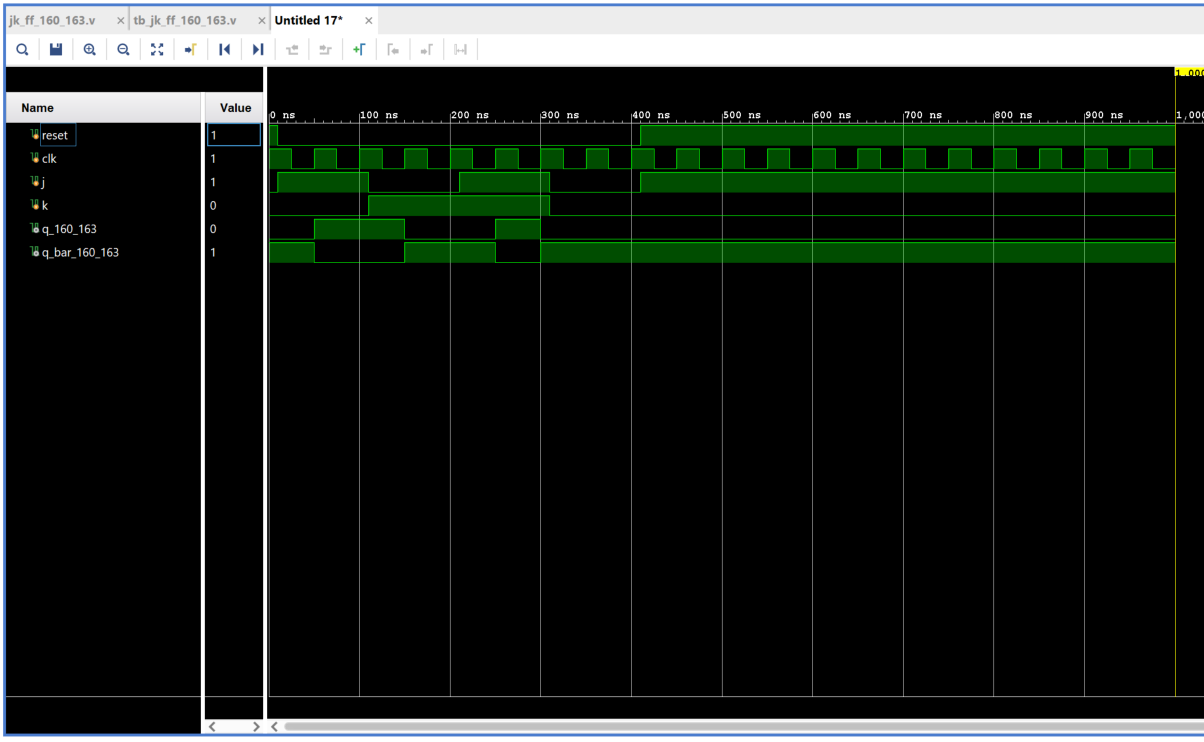 jk_ff_160_163.v × tb_jk_ff_160_163.v × Untitled 17* ×
1,000
Name Value
0 ns 100 ns 200 ns 300 ns 400 ns 500 ns 600 ns 700 ns 800 ns 900 ns 1,000
reset 1
clk 1
j 1
k 0
q_160_163 0
q_bar_160_163 1